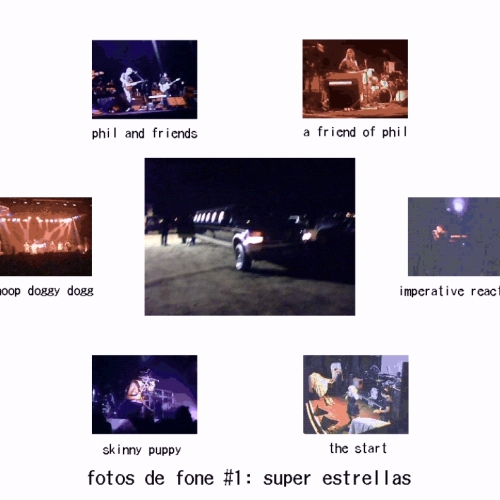 phil and friends
a friend of phil
noop doggy dogg
imperative react
skinny puppy
the start
fotos de fone #1: super estrellas